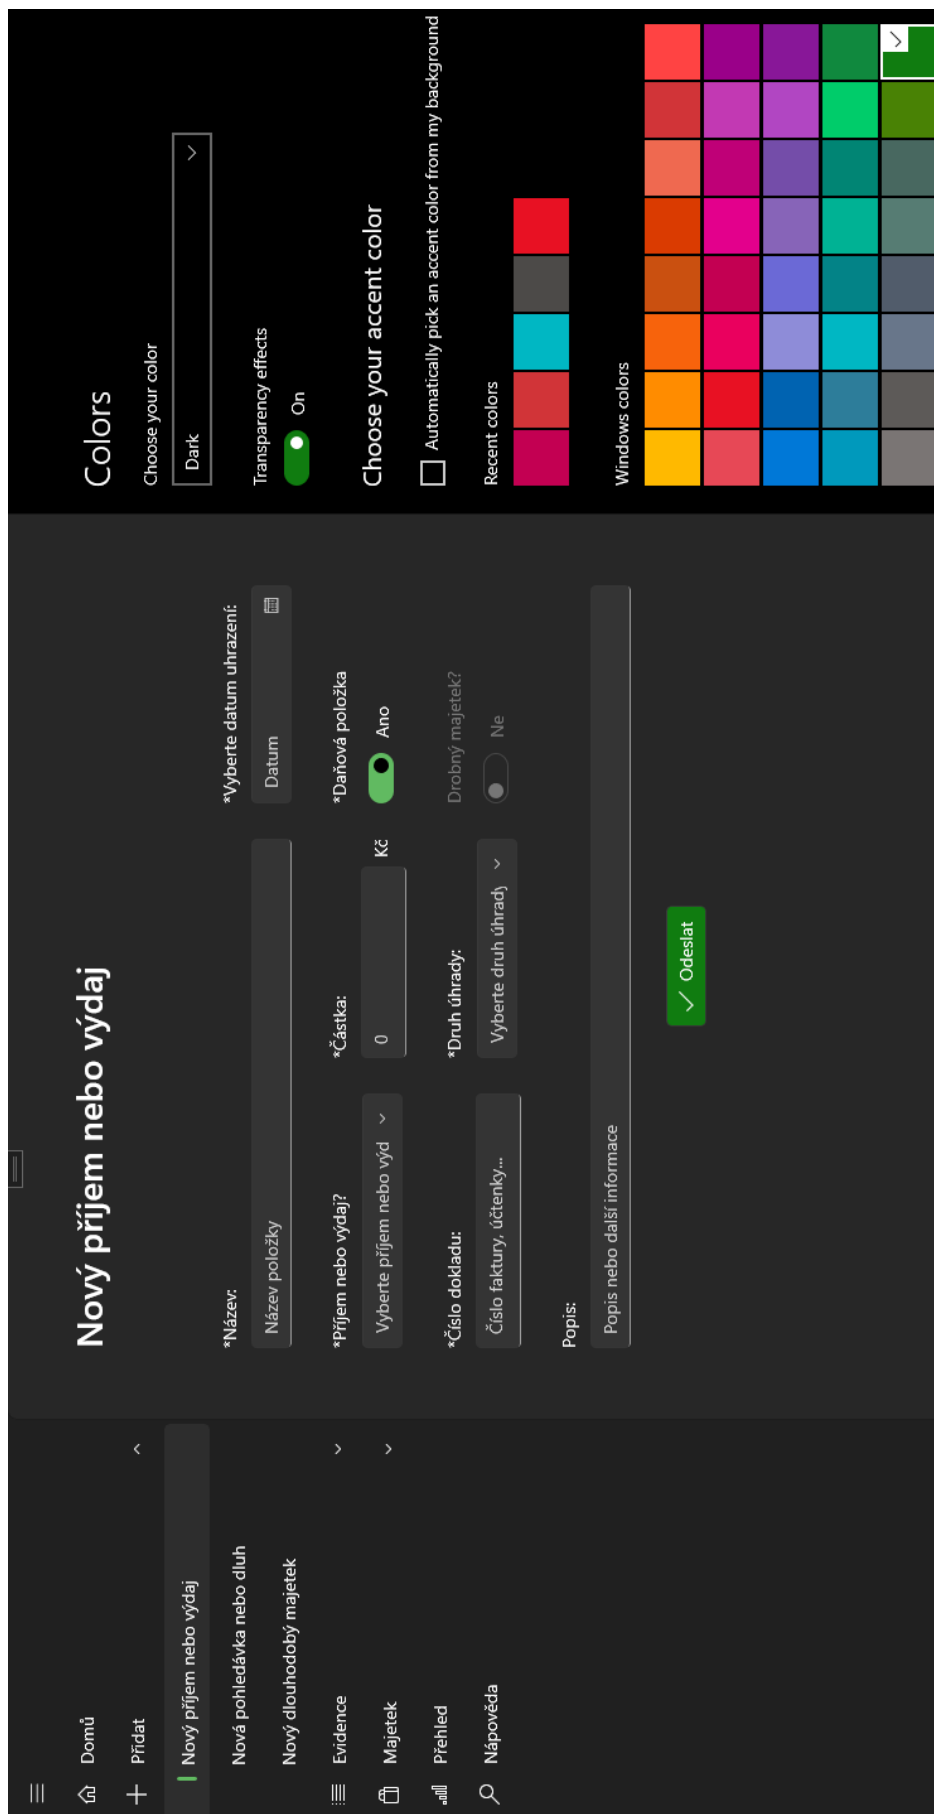 Domů
Přidat
Nový příjem nebo výdaj
Nová pohledávka nebo dluh
Nový dlouhodobý majetek
Evidence
Majetek
Přehled
Nápověda
Nový příjem nebo výdaj
*Název:
*Vyberte datum uhrazení:
Název položky
Datum
*Příjem nebo výdaj?
*Částka:
*Daňová položka
Vyberte příjem nebo výd
0
Kč
Ano
*Číslo dokladu:
*Druh úhrady:
Drobný majetek?
Číslo faktury, účtenky...
Vyberte druh úhrady
Ne
Popis:
Popis nebo další informace
Odeslat
Colors
Choose your color
Dark
Transparency effects
On
Choose your accent color
Automatically pick an accent color from my background
Recent colors
Windows colors